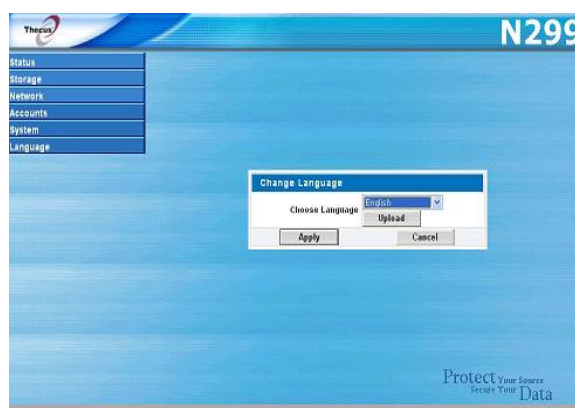 Thecus
N299
Status
Storage
Network
Accounts
System
Language
Change Language
Choose Language English
Upload
Apply Cancel
Protect Your Source
Secure Your Data